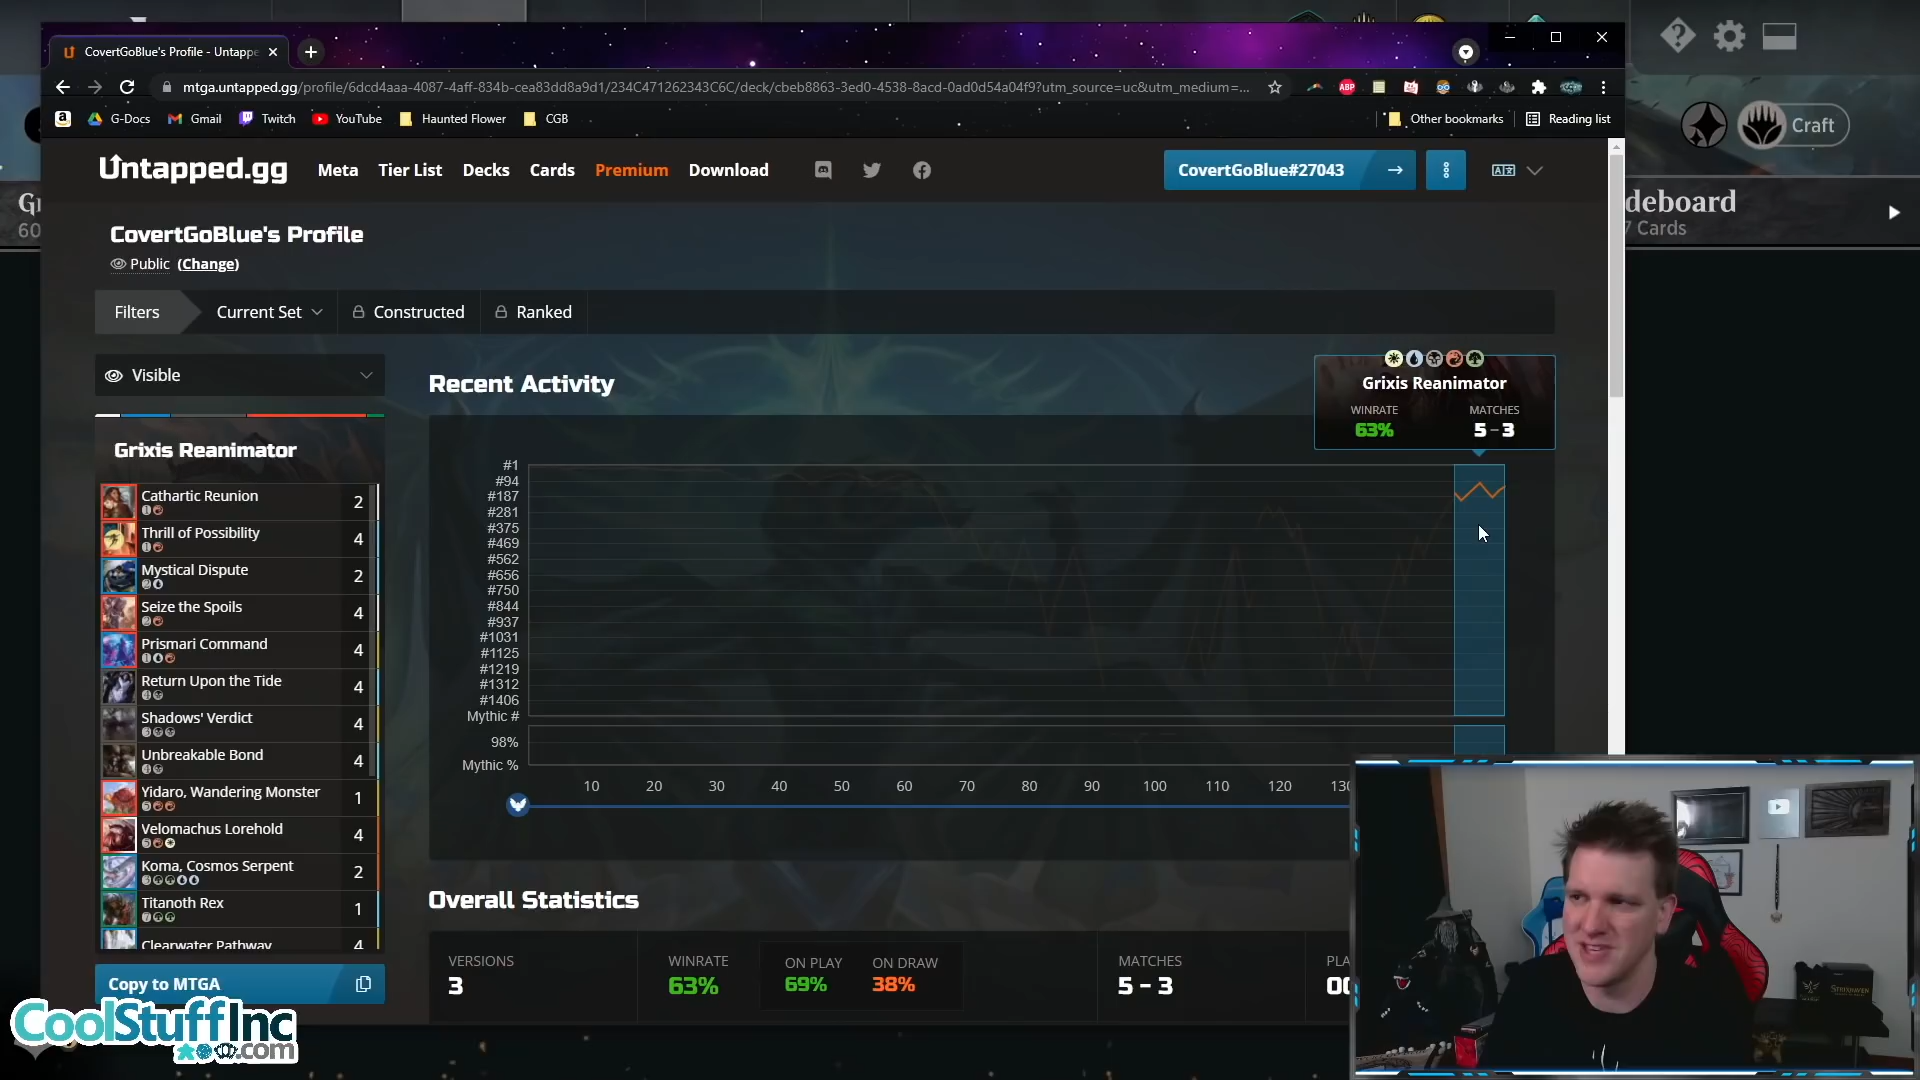 CovertGoBlue's Profile - Untappe
mtga.untapped.gg/profile/6dcd4aaa-4087-4aff-834b-cea83dd8a9d1/234C471262343C6C/deck/cbeb8863-3ed0-4538-8acd-0ad0d54a04f9?utm_source=uc&utm_medium=...
ABP
G-Docs
Gmail
Twitch
YouTube
Haunted Flower
CGB
Other bookmarks
Reading list
Craft
deboard
7 Cards
60
Untapped.gg
Meta
Tier List
Decks
Cards
Premium
Download
CovertGoBlue#27043
CovertGoBlue's Profile
Public (Change)
Filters
Current Set
Constructed
Ranked
Visible
Recent Activity
Grixis Reanimator
WINRATE MATCHES
63% 5 - 3
Grixis Reanimator
Cathartic Reunion 2
Thrill of Possibility 4
Mystical Dispute 2
Seize the Spoils 4
Prismari Command 4
Return Upon the Tide 4
Shadows' Verdict 4
Unbreakable Bond 4
Yidaro, Wandering Monster 1
Velomachus Lorehold 4
Koma, Cosmos Serpent 2
Titanoth Rex 1
Clearwater Pathway 4
Copy to MTGA
#1
#94
#187
#281
#375
#469
#562
#656
#750
#844
#937
#1031
#1125
#1219
#1312
#1406
Mythic #
98%
Mythic %
10 20 30 40 50 60 70 80 90 100 110 120 130
Overall Statistics
VERSIONS
3
WINRATE
63%
ON PLAY
69%
ON DRAW
38%
MATCHES
5 - 3
PLA
00
CoolStuffInc
.com
STRIXHAVEN